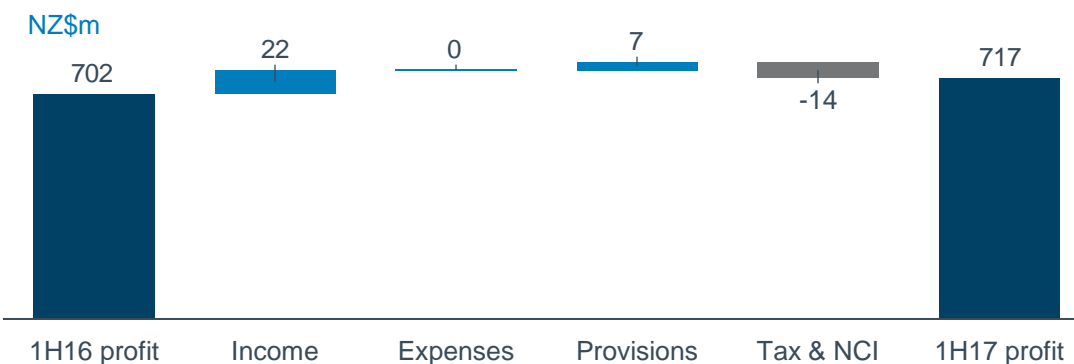 NZ$m
702
22
0
7
-14
717
1H16 profit
Income
Expenses
Provisions
Tax & NCI
1H17 profit